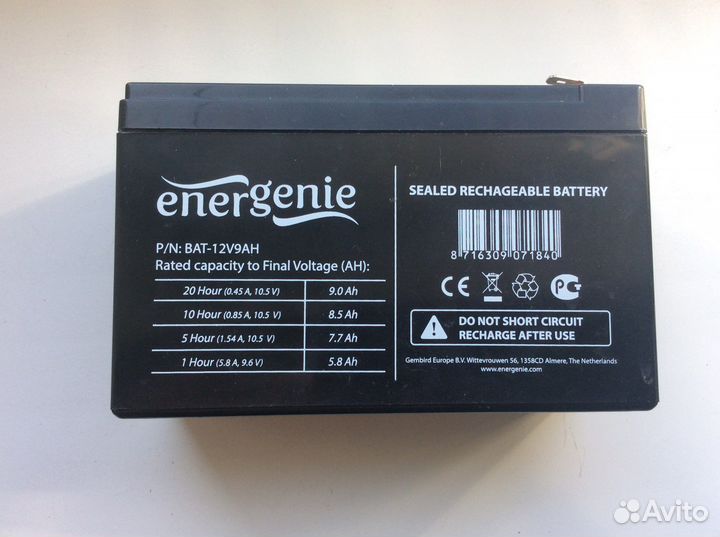 energenie
P/N: BAT-12V9AH
Rated capacity to Final Voltage (AH):
20 Hour (0.45 A, 10.5 V) 9.0 Ah
10 Hour (0.85 A, 10.5 V) 8.5 Ah
5 Hour (1.54 A, 10.5 V) 7.7 Ah
1 Hour (5.8 A, 9.6 V) 5.8 Ah
SEALED RECHAGEABLE BATTERY
8 716309 071840
CE
PG
DO NOT SHORT CIRCUIT
RECHARGE AFTER USE
Gembird Europe B.V. Wittevrouwen 56, 1358CD Almere, The Netherlands
www.energenie.com
Avito